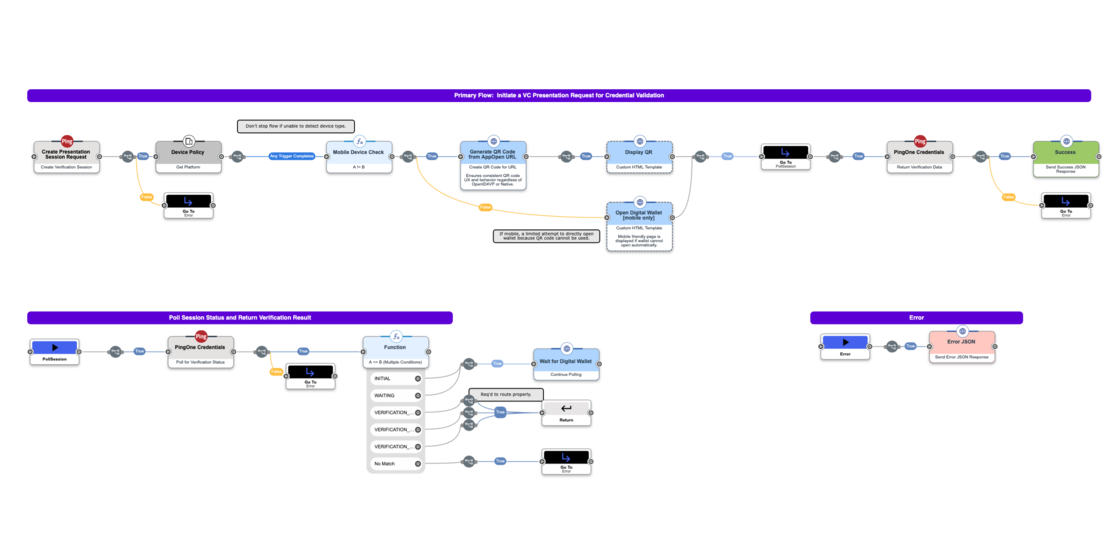 Primary Flow: Initiate a VC Presentation Request for Credential Validation
Don't stop flow if unable to detect device type.
Ping
Create Presentation
Session Request
Create Verification Session
True
False
Device Policy
Get Platform
Go To
Error
Any Trigger Completes
Mobile Device Check
A != B
True
False
Generate QR Code
from AppOpen URL
Create QR Code for URL
Ensures consistent QR code
UX and behavior regardless of
OpenID4VP or Native.
True
Display QR
Custom HTML Template
Open Digital Wallet
[mobile only]
Custom HTML Template
Mobile friendly page is
displayed if wallet cannot
open automatically.
If mobile, a limited attempt to directly open
wallet because QR code cannot be used.
True
Go To
PollSession
True
Ping
PingOne Credentials
Return Verification Data
True
False
Success
Send Success JSON
Response
Go To
Error
Poll Session Status and Return Verification Result
PollSession
True
Ping
PingOne Credentials
Poll for Verification Status
True
False
Go To
Error
Function
A == B (Multiple Conditions)
INITIAL
WAITING
VERIFICATION_...
VERIFICATION_...
VERIFICATION_...
No Match
True
Wait for Digital Wallet
Continue Polling
Req'd to route properly.
True
Return
True
Go To
Error
Error
Error
True
Error JSON
Send Error JSON Response